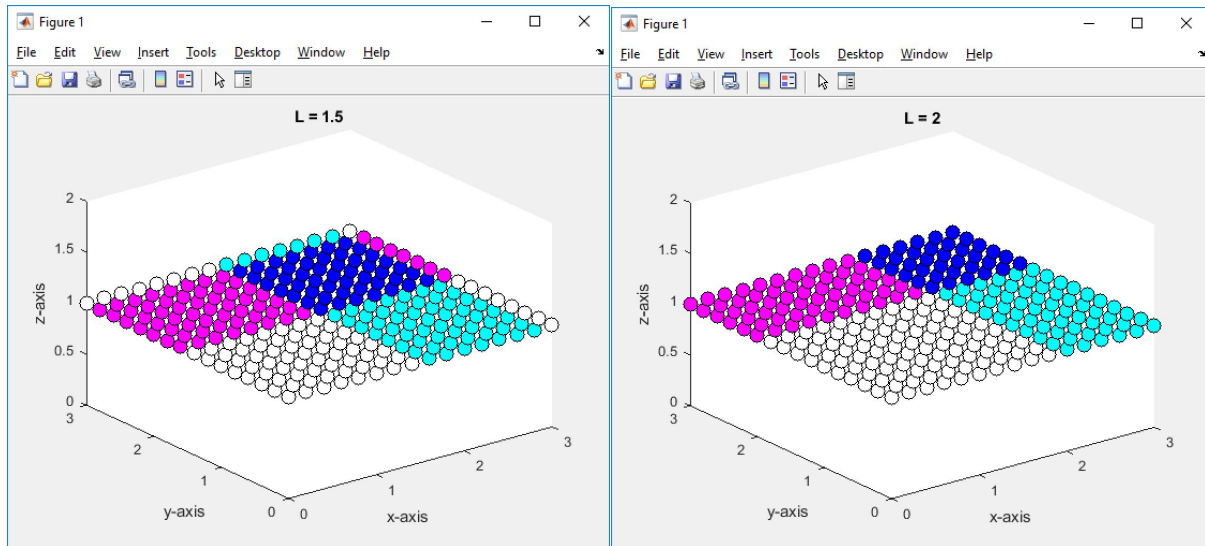 Figure 1
File Edit View Insert Tools Desktop Window Help
L = 1.5
2
1.5
1
0.5
0
z-axis
3
2
1
0
y-axis
0
1
2
3
x-axis
Figure 1
File Edit View Insert Tools Desktop Window Help
L = 2
2
1.5
1
0.5
0
z-axis
3
2
1
0
y-axis
0
1
2
3
x-axis